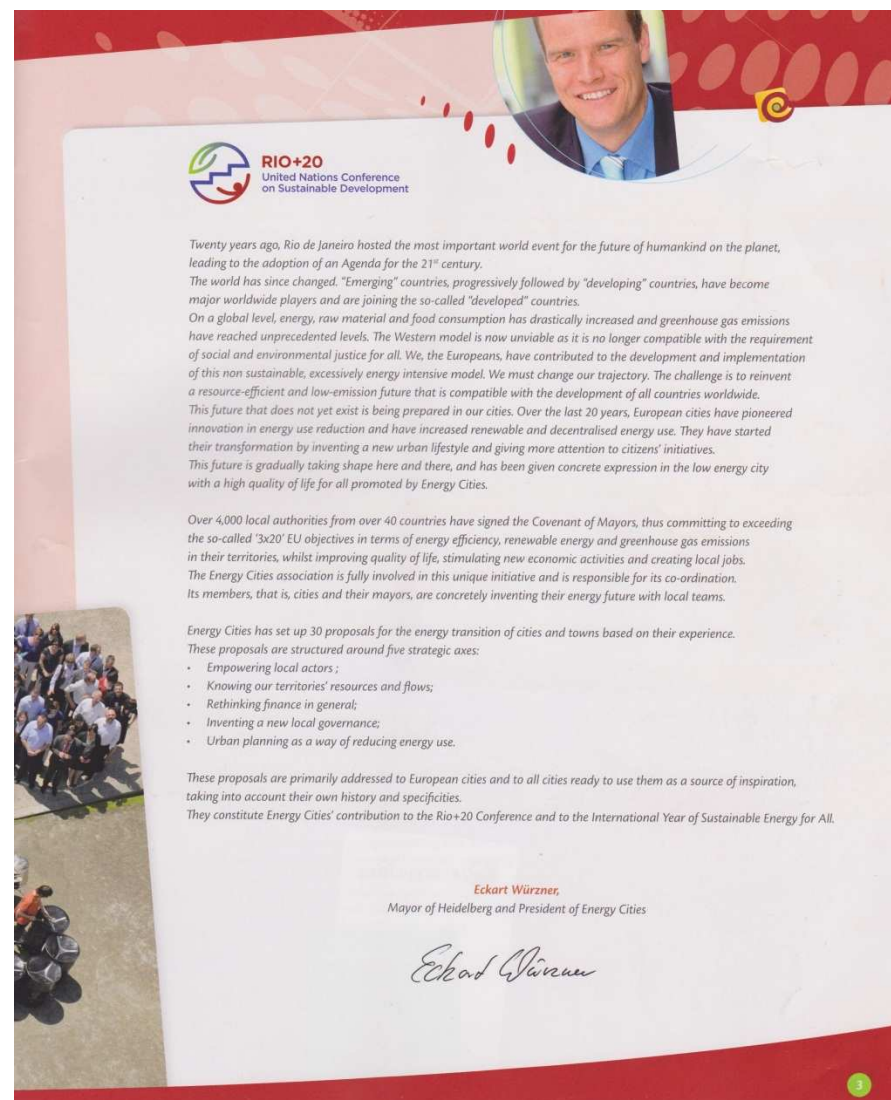 RIO+20
United Nations Conference
on Sustainable Development
Twenty years ago, Rio de Janeiro hosted the most important world event for the future of humankind on the planet,
leading to the adoption of an Agenda for the 21st century.
The world has since changed. "Emerging" countries, progressively followed by "developing" countries, have become
major worldwide players and are joining the so-called "developed" countries.
On a global level, energy, raw material and food consumption has drastically increased and greenhouse gas emissions
have reached unprecedented levels. The Western model is now unviable as it is no longer compatible with the requirement
of social and environmental justice for all. We, the Europeans, have contributed to the development and implementation
of this non sustainable, excessively energy intensive model. We must change our trajectory. The challenge is to reinvent
a resource-efficient and low-emission future that is compatible with the development of all countries worldwide.
This future that does not yet exist is being prepared in our cities. Over the last 20 years, European cities have pioneered
innovation in energy use reduction and have increased renewable and decentralised energy use. They have started
their transformation by inventing a new urban lifestyle and giving more attention to citizens' initiatives.
This future is gradually taking shape here and there, and has been given concrete expression in the low energy city
with a high quality of life for all promoted by Energy Cities.
Over 4,000 local authorities from over 40 countries have signed the Covenant of Mayors, thus committing to exceeding
the so-called '3x20' EU objectives in terms of energy efficiency, renewable energy and greenhouse gas emissions
in their territories, whilst improving quality of life, stimulating new economic activities and creating local jobs.
The Energy Cities association is fully involved in this unique initiative and is responsible for its co-ordination.
Its members, that is, cities and their mayors, are concretely inventing their energy future with local teams.
Energy Cities has set up 30 proposals for the energy transition of cities and towns based on their experience.
These proposals are structured around five strategic axes:
• Empowering local actors ;
• Knowing our territories' resources and flows;
• Rethinking finance in general;
• Inventing a new local governance;
• Urban planning as a way of reducing energy use.
These proposals are primarily addressed to European cities and to all cities ready to use them as a source of inspiration,
taking into account their own history and specificities.
They constitute Energy Cities' contribution to the Rio+20 Conference and to the International Year of Sustainable Energy for All.
Eckart Würzner,
Mayor of Heidelberg and President of Energy Cities
Eckart Würzner
3